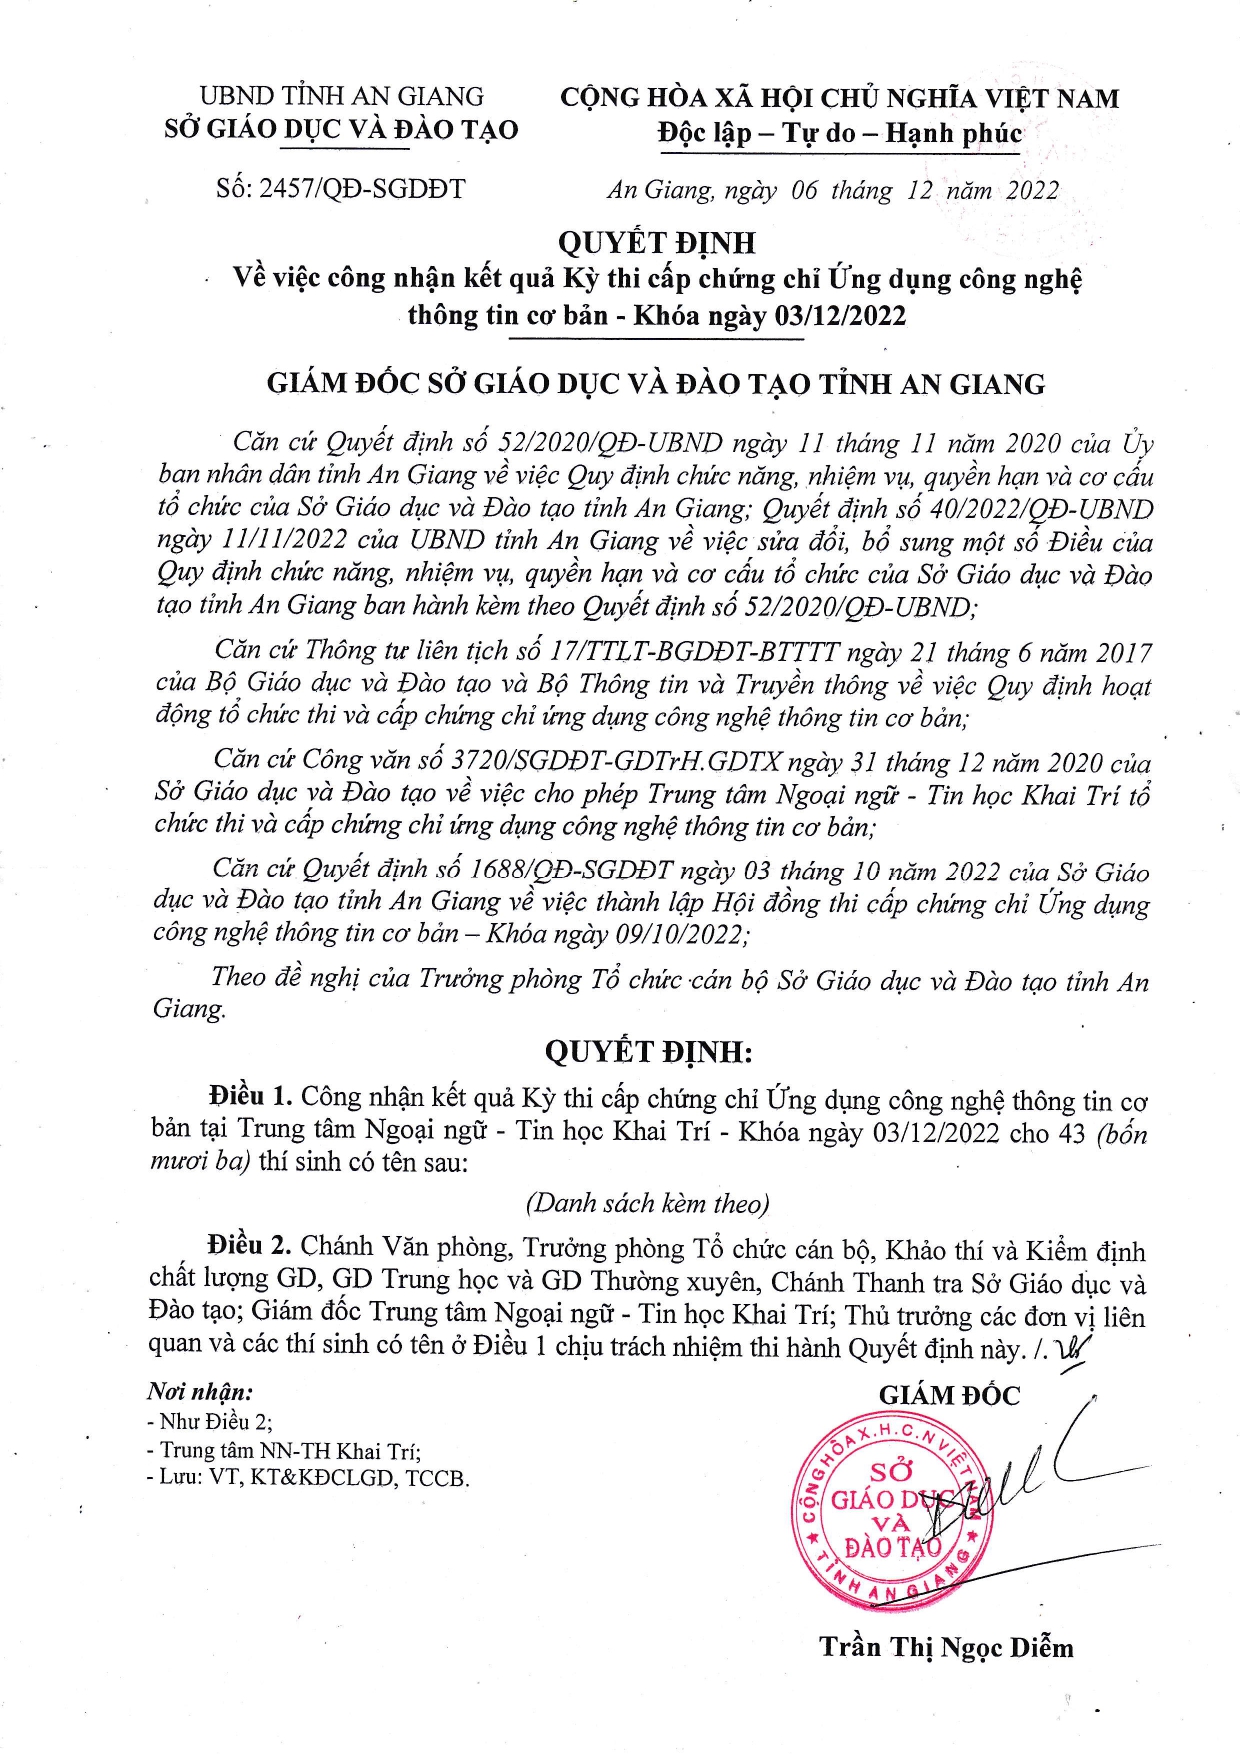 UBND TỈNH AN GIANG
SỞ GIÁO DỤC VÀ ĐÀO TẠO
CỘNG HÒA XÃ HỘI CHỦ NGHĨA VIỆT NAM
Độc lập – Tự do – Hạnh phúc
Số: 2457/QĐ-SGDĐT
An Giang, ngày 06 tháng 12 năm 2022
QUYẾT ĐỊNH
Về việc công nhận kết quả Kỳ thi cấp chứng chỉ Ứng dụng công nghệ
thông tin cơ bản - Khóa ngày 03/12/2022
GIÁM ĐỐC SỞ GIÁO DỤC VÀ ĐÀO TẠO TỈNH AN GIANG
Căn cứ Quyết định số 52/2020/QĐ-UBND ngày 11 tháng 11 năm 2020 của Ủy
ban nhân dân tỉnh An Giang về việc Quy định chức năng, nhiệm vụ, quyền hạn và cơ cấu
tổ chức của Sở Giáo dục và Đào tạo tỉnh An Giang; Quyết định số 40/2022/QĐ-UBND
ngày 11/11/2022 của UBND tỉnh An Giang về việc sửa đổi, bổ sung một số Điều của
Quy định chức năng, nhiệm vụ, quyền hạn và cơ cấu tổ chức của Sở Giáo dục và Đào
tạo tỉnh An Giang ban hành kèm theo Quyết định số 52/2020/QĐ-UBND;
Căn cứ Thông tư liên tịch số 17/TTLT-BGDĐT-BTTTT ngày 21 tháng 6 năm 2017
của Bộ Giáo dục và Đào tạo và Bộ Thông tin và Truyền thông về việc Quy định hoạt
động tổ chức thi và cấp chứng chỉ ứng dụng công nghệ thông tin cơ bản;
Căn cứ Công văn số 3720/SGDĐT-GDTrH.GDTX ngày 31 tháng 12 năm 2020 của
Sở Giáo dục và Đào tạo về việc cho phép Trung tâm Ngoại ngữ - Tin học Khai Trí tổ
chức thi và cấp chứng chỉ ứng dụng công nghệ thông tin cơ bản;
Căn cứ Quyết định số 1688/QĐ-SGDĐT ngày 03 tháng 10 năm 2022 của Sở Giáo
dục và Đào tạo tỉnh An Giang về việc thành lập Hội đồng thi cấp chứng chỉ Ứng dụng
công nghệ thông tin cơ bản – Khóa ngày 09/10/2022;
Theo đề nghị của Trưởng phòng Tổ chức cán bộ Sở Giáo dục và Đào tạo tỉnh An
Giang.
QUYẾT ĐỊNH:
Điều 1. Công nhận kết quả Kỳ thi cấp chứng chỉ Ứng dụng công nghệ thông tin cơ
bản tại Trung tâm Ngoại ngữ - Tin học Khai Trí - Khóa ngày 03/12/2022 cho 43 (bốn
mươi ba) thí sinh có tên sau:
(Danh sách kèm theo)
Điều 2. Chánh Văn phòng, Trưởng phòng Tổ chức cán bộ, Khảo thí và Kiểm định
chất lượng GD, GD Trung học và GD Thường xuyên, Chánh Thanh tra Sở Giáo dục và
Đào tạo; Giám đốc Trung tâm Ngoại ngữ - Tin học Khai Trí; Thủ trưởng các đơn vị liên
quan và các thí sinh có tên ở Điều 1 chịu trách nhiệm thi hành Quyết định này. /.
Nơi nhận:
- Như Điều 2;
- Trung tâm NN-TH Khai Trí;
- Lưu: VT, KT&KĐCLGD, TCCB.
GIÁM ĐỐC
CỘNG HÒA X.H.C.N VIỆT NAM
SỞ
GIÁO DỤC
VÀ
ĐÀO TẠO
TỈNH AN GIANG
Trần Thị Ngọc Diễm